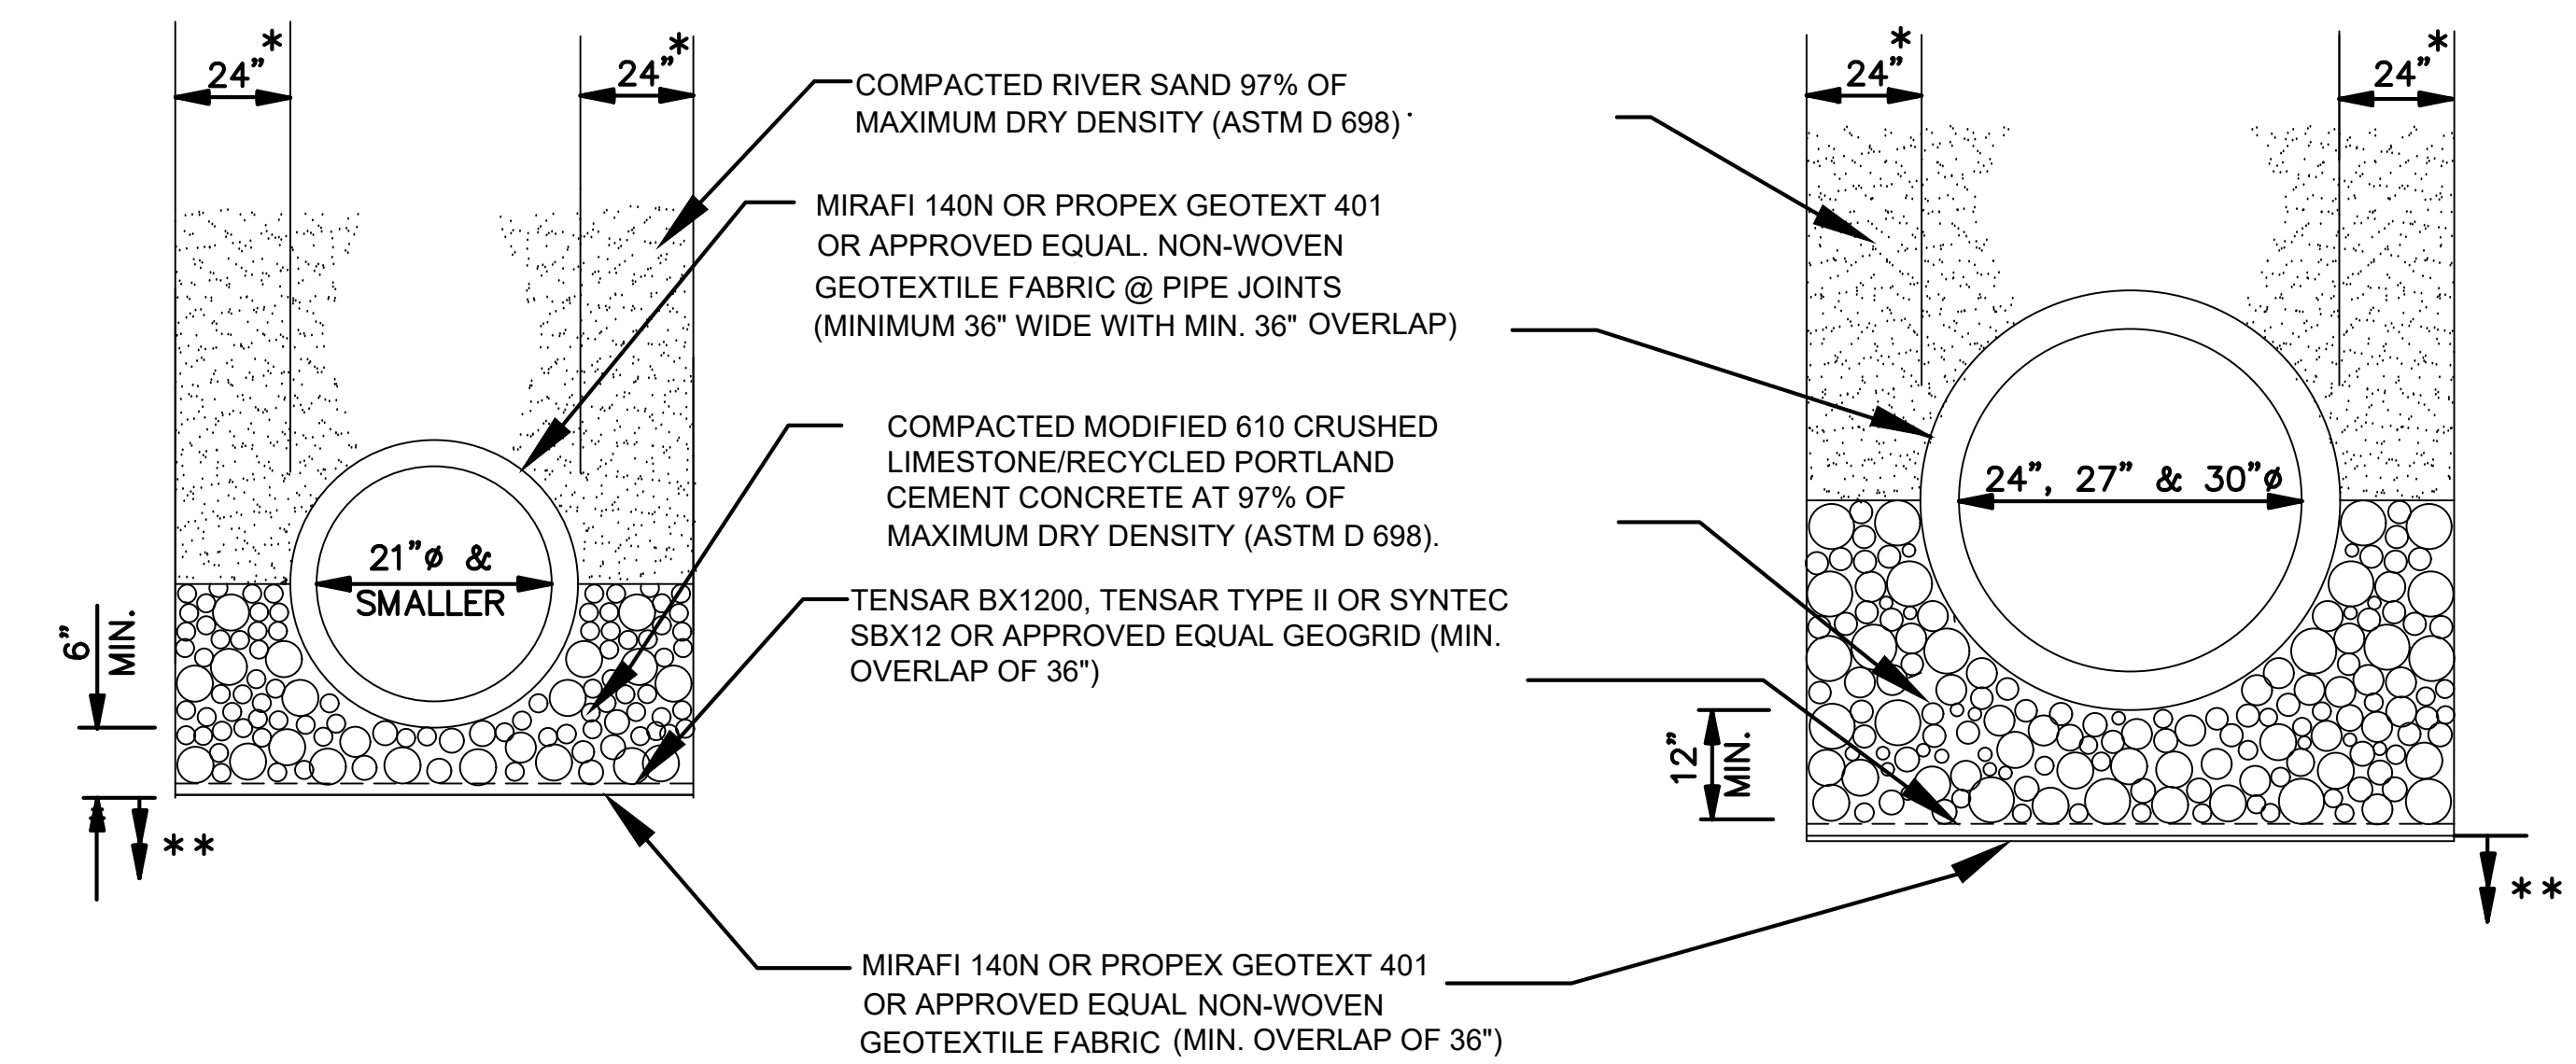 24" *
24" *
COMPACTED RIVER SAND 97% OF
MAXIMUM DRY DENSITY (ASTM D 698) .
MIRAFI 140N OR PROPEX GEOTEXT 401
OR APPROVED EQUAL. NON-WOVEN
GEOTEXTILE FABRIC @ PIPE JOINTS
(MINIMUM 36" WIDE WITH MIN. 36" OVERLAP)
COMPACTED MODIFIED 610 CRUSHED
LIMESTONE/RECYCLED PORTLAND
CEMENT CONCRETE AT 97% OF
MAXIMUM DRY DENSITY (ASTM D 698).
TENSAR BX1200, TENSAR TYPE II OR SYNTEC
SBX12 OR APPROVED EQUAL GEOGRID (MIN.
OVERLAP OF 36")
MIRAFI 140N OR PROPEX GEOTEXT 401
OR APPROVED EQUAL NON-WOVEN
GEOTEXTILE FABRIC (MIN. OVERLAP OF 36")
21"ø &
SMALLER
6"
MIN.
**
24" *
24" *
24", 27" & 30"ø
12"
MIN.
**